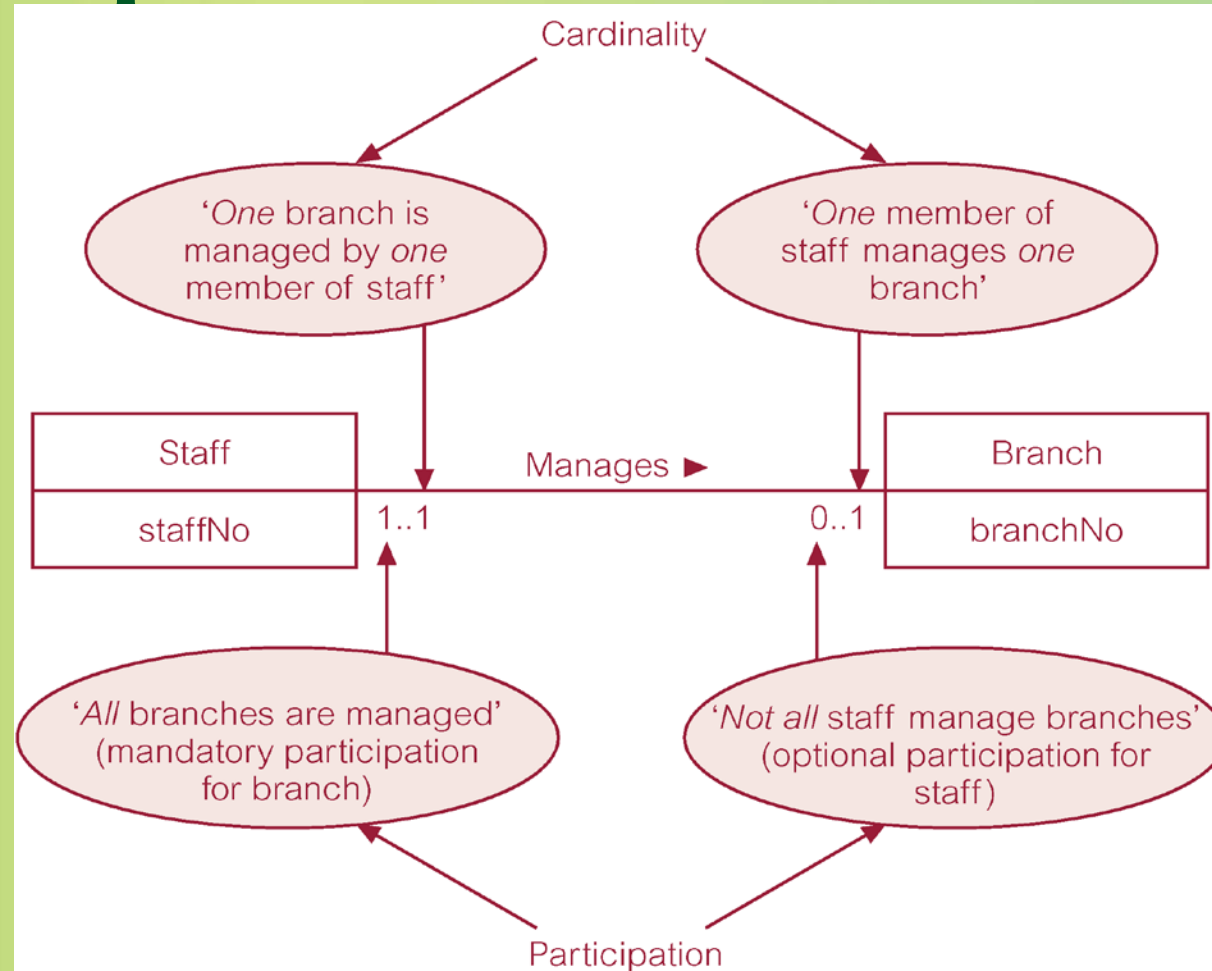 Cardinality
‘One branch is
managed by one
member of staff’
‘One member of
staff manages one
branch’
Staff
staffNo
Manages ►
Branch
branchNo
1..1
0..1
‘All branches are managed’
(mandatory participation
for branch)
‘Not all staff manage branches’
(optional participation for
staff)
Participation